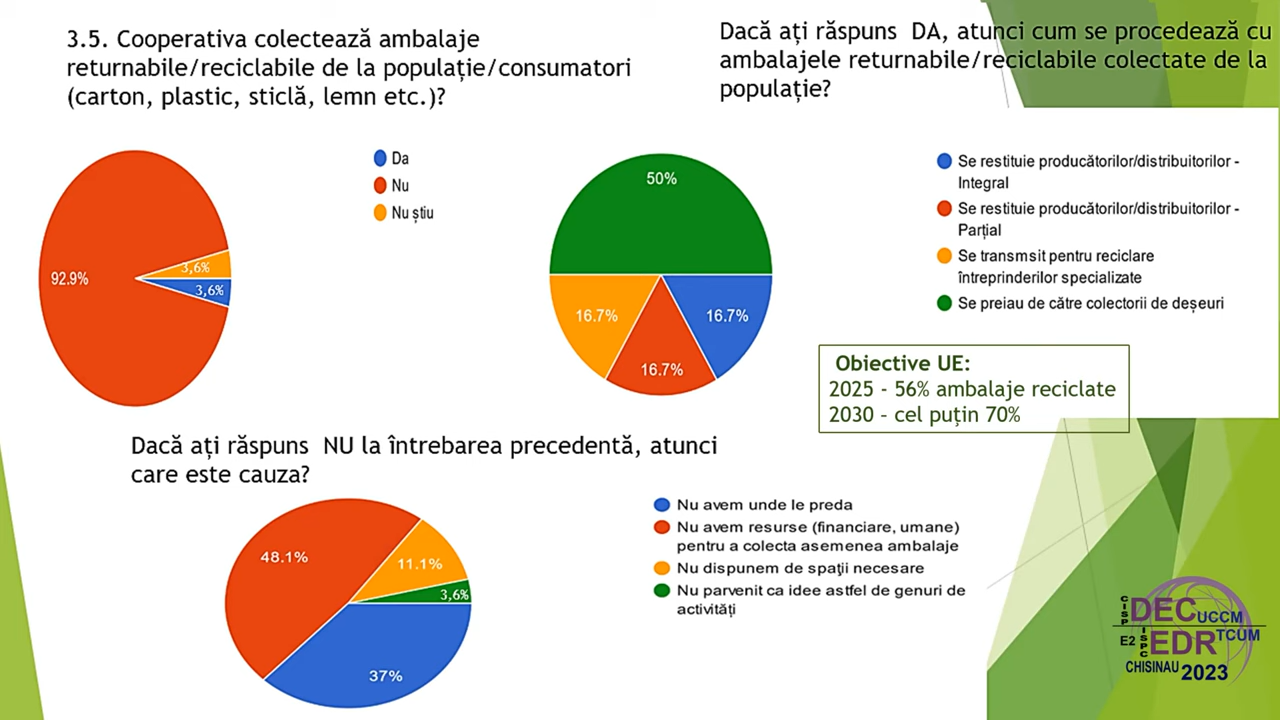 3.5. Cooperativa colectează ambalaje
returnabile/reciclabile de la populație/consumatori
(carton, plastic, sticlă, lemn etc.)?
Dacă ați răspuns  DA, atunci cum se procedează cu
ambalajele returnabile/reciclabile colectate de la
populație?
Da
Nu
Nu știu
92.9%
3,6%
3,6%
50%
16.7%
16.7%
16.7%
Se restituie producătorilor/distribuitorilor -
Integral
Se restituie producătorilor/distribuitorilor -
Parțial
Se transmsit pentru reciclare
întreprinderilor specializate
Se preiau de către colectorii de deșeuri
Obiective UE:
2025 - 56% ambalaje reciclate
2030 – cel puțin 70%
Dacă ați răspuns  NU la întrebarea precedentă, atunci
care este cauza?
48.1%
11.1%
3,6%
37%
Nu avem unde le preda
Nu avem resurse (financiare, umane)
pentru a colecta asemenea ambalaje
Nu dispunem de spaţii necesare
Nu parvenit ca idee astfel de genuri de
activităţi
CISP DEC UCCM
E2 ISPC EDR TCUM
CHISINAU 2023